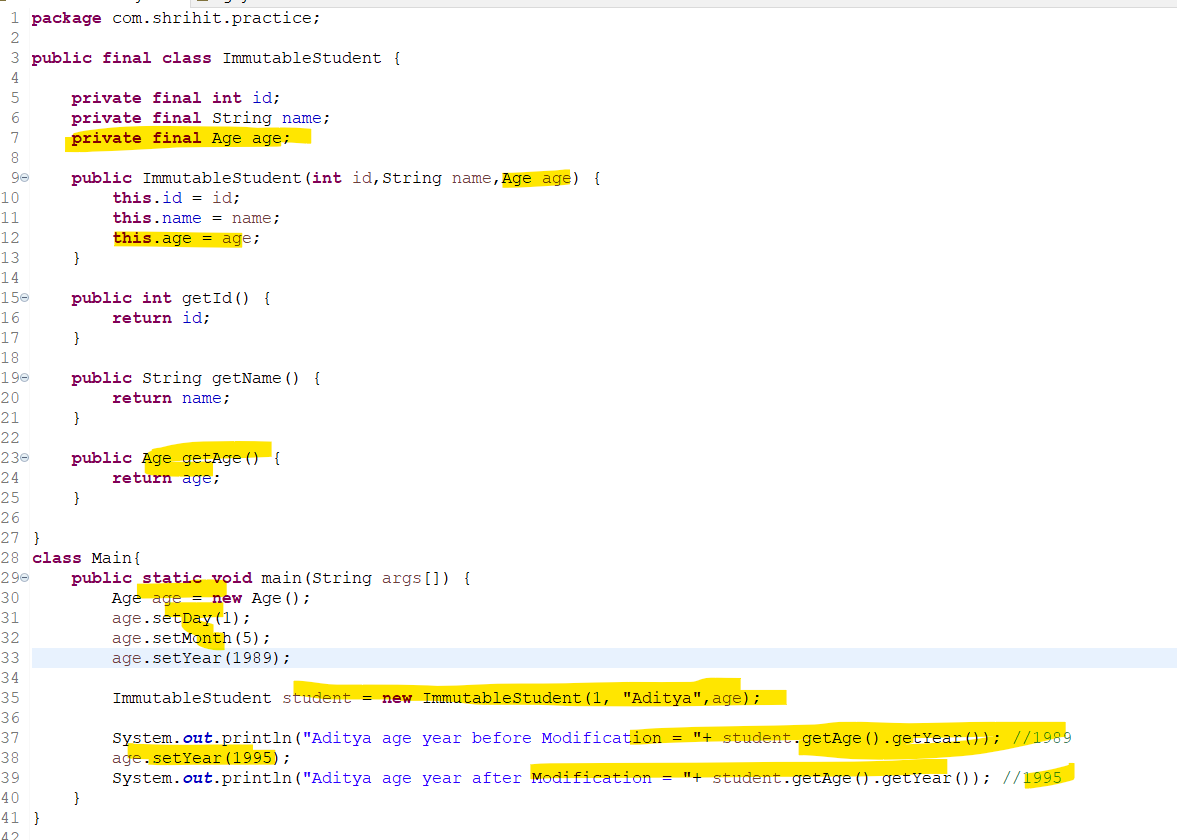 1 package com.shrihit.practice;
2
3 public final class ImmutableStudent {
4
5 private final int id;
6 private final String name;
7 private final Age age;
8
9 public ImmutableStudent(int id,String name,Age age) {
10 this.id = id;
11 this.name = name;
12 this.age = age;
13 }
14
15 public int getId() {
16 return id;
17 }
18
19 public String getName() {
20 return name;
21 }
22
23 public Age getAge() {
24 return age;
25 }
26
27 }
28 class Main{
29 public static void main(String args[]) {
30 Age age = new Age();
31 age.setDay(1);
32 age.setMonth(5);
33 age.setYear(1989);
34
35 ImmutableStudent student = new ImmutableStudent(1, "Aditya",age);
36
37 System.out.println("Aditya age year before Modification = "+ student.getAge().getYear()); //1989
38 age.setYear(1995);
39 System.out.println("Aditya age year after Modification = "+ student.getAge().getYear()); //1995
40 }
41 }
42